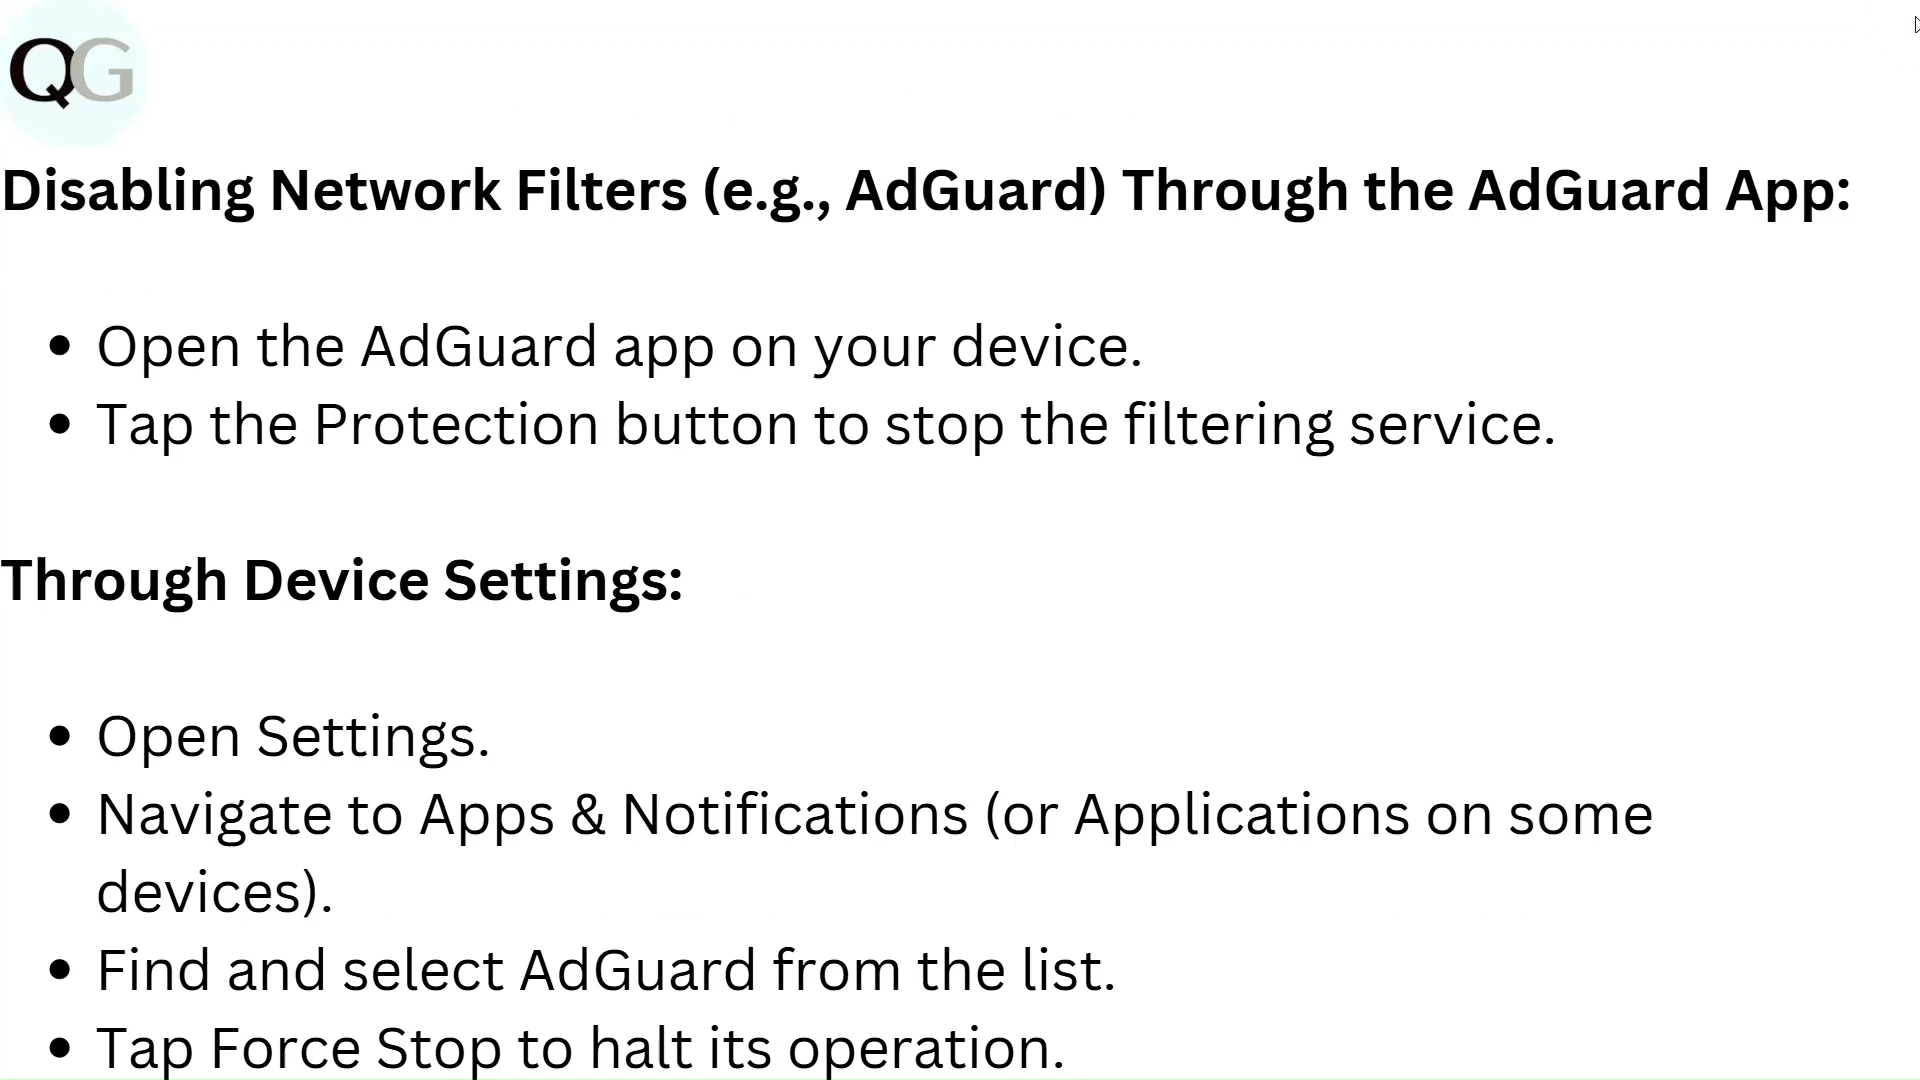 QG
Disabling Network Filters (e.g., AdGuard) Through the AdGuard App:
• Open the AdGuard app on your device.
• Tap the Protection button to stop the filtering service.
Through Device Settings:
• Open Settings.
• Navigate to Apps & Notifications (or Applications on some
devices).
• Find and select AdGuard from the list.
• Tap Force Stop to halt its operation.